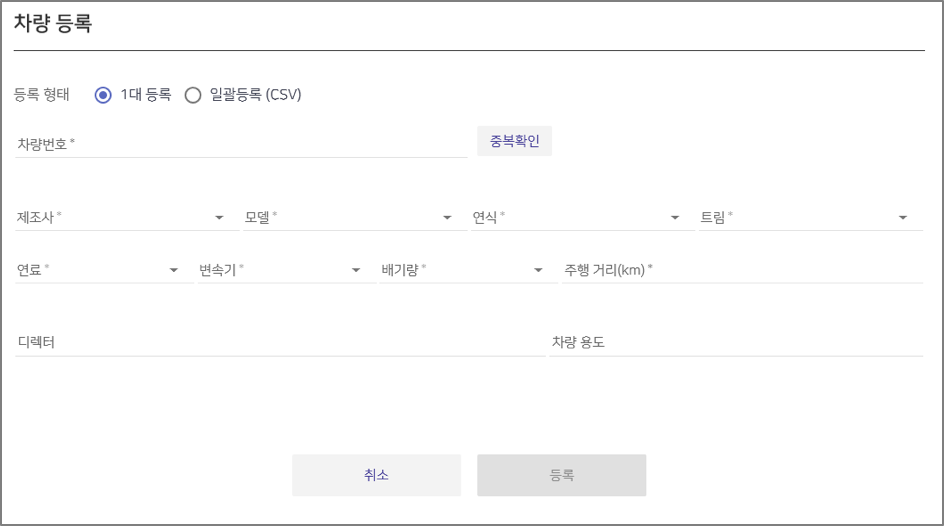 차량 등록
등록 형태 1대 등록 일괄등록 (CSV)
차량번호 * 중복확인
제조사 * 모델 * 연식 * 트림 *
연료 * 변속기 * 배기량 * 주행 거리(km) *
디렉터 차량 용도
취소 등록